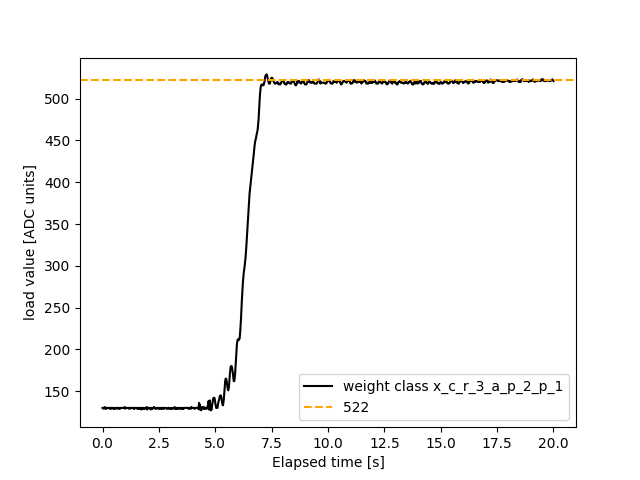 500
450
400
350
300
250
200
150
load value [ADC units]
weight class x_c_r_3_a_p_2_p_1
522
0.0 2.5 5.0 7.5 10.0 12.5 15.0 17.5 20.0
Elapsed time [s]